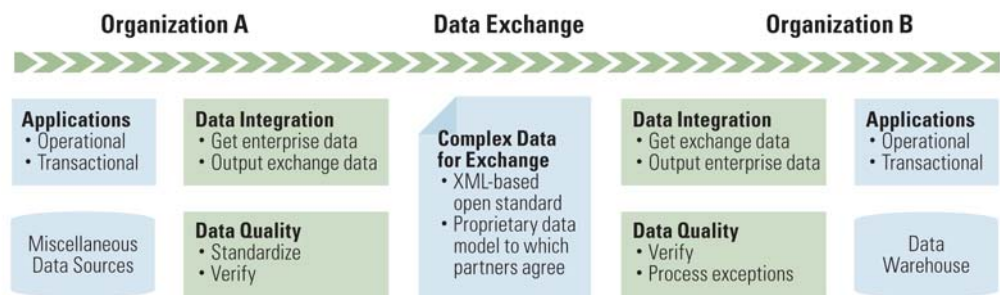 Organization A
Data Exchange
Organization B
Applications
• Operational
• Transactional
Data Integration
• Get enterprise data
• Output exchange data
Complex Data
for Exchange
• XML-based
open standard
• Proprietary data
model to which
partners agree
Data Integration
• Get exchange data
• Output enterprise data
Applications
• Operational
• Transactional
Miscellaneous
Data Sources
Data Quality
• Standardize
• Verify
Data Quality
• Verify
• Process exceptions
Data
Warehouse